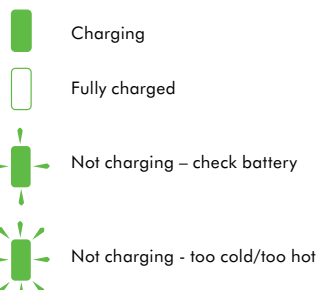 Charging
Fully charged
Not charging – check battery
Not charging - too cold/too hot